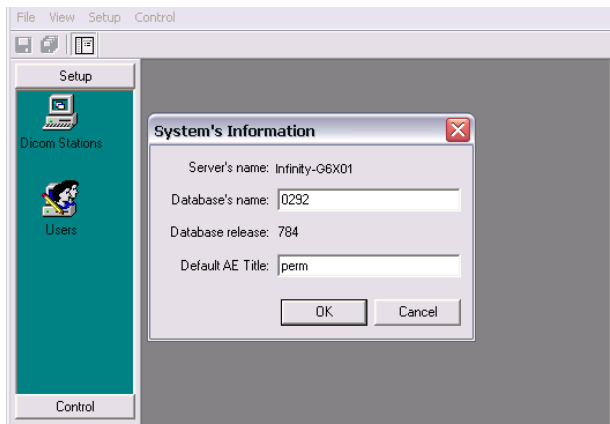 File View Setup Control
Setup
Dicom Stations
Users
Control
System's Information
Server's name: Infinity-G6X01
Database's name: 0292
Database release: 784
Default AE Title: perm
OK Cancel